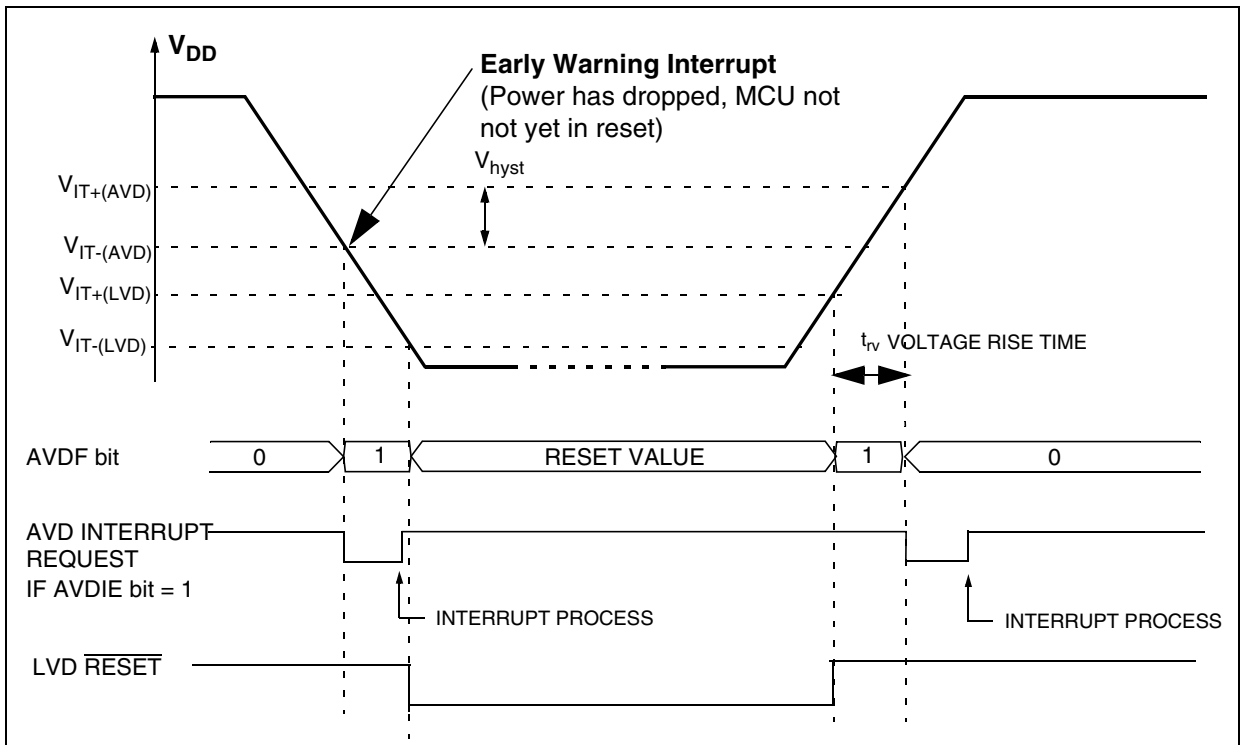 VDD
Early Warning Interrupt
(Power has dropped, MCU not
not yet in reset)
Vhyst
VIT+(AVD)
VIT-(AVD)
VIT+(LVD)
VIT-(LVD)
trv VOLTAGE RISE TIME
AVDF bit
0
1
RESET VALUE
1
0
AVD INTERRUPT
REQUEST
IF AVDIE bit = 1
INTERRUPT PROCESS
INTERRUPT PROCESS
LVD RESET